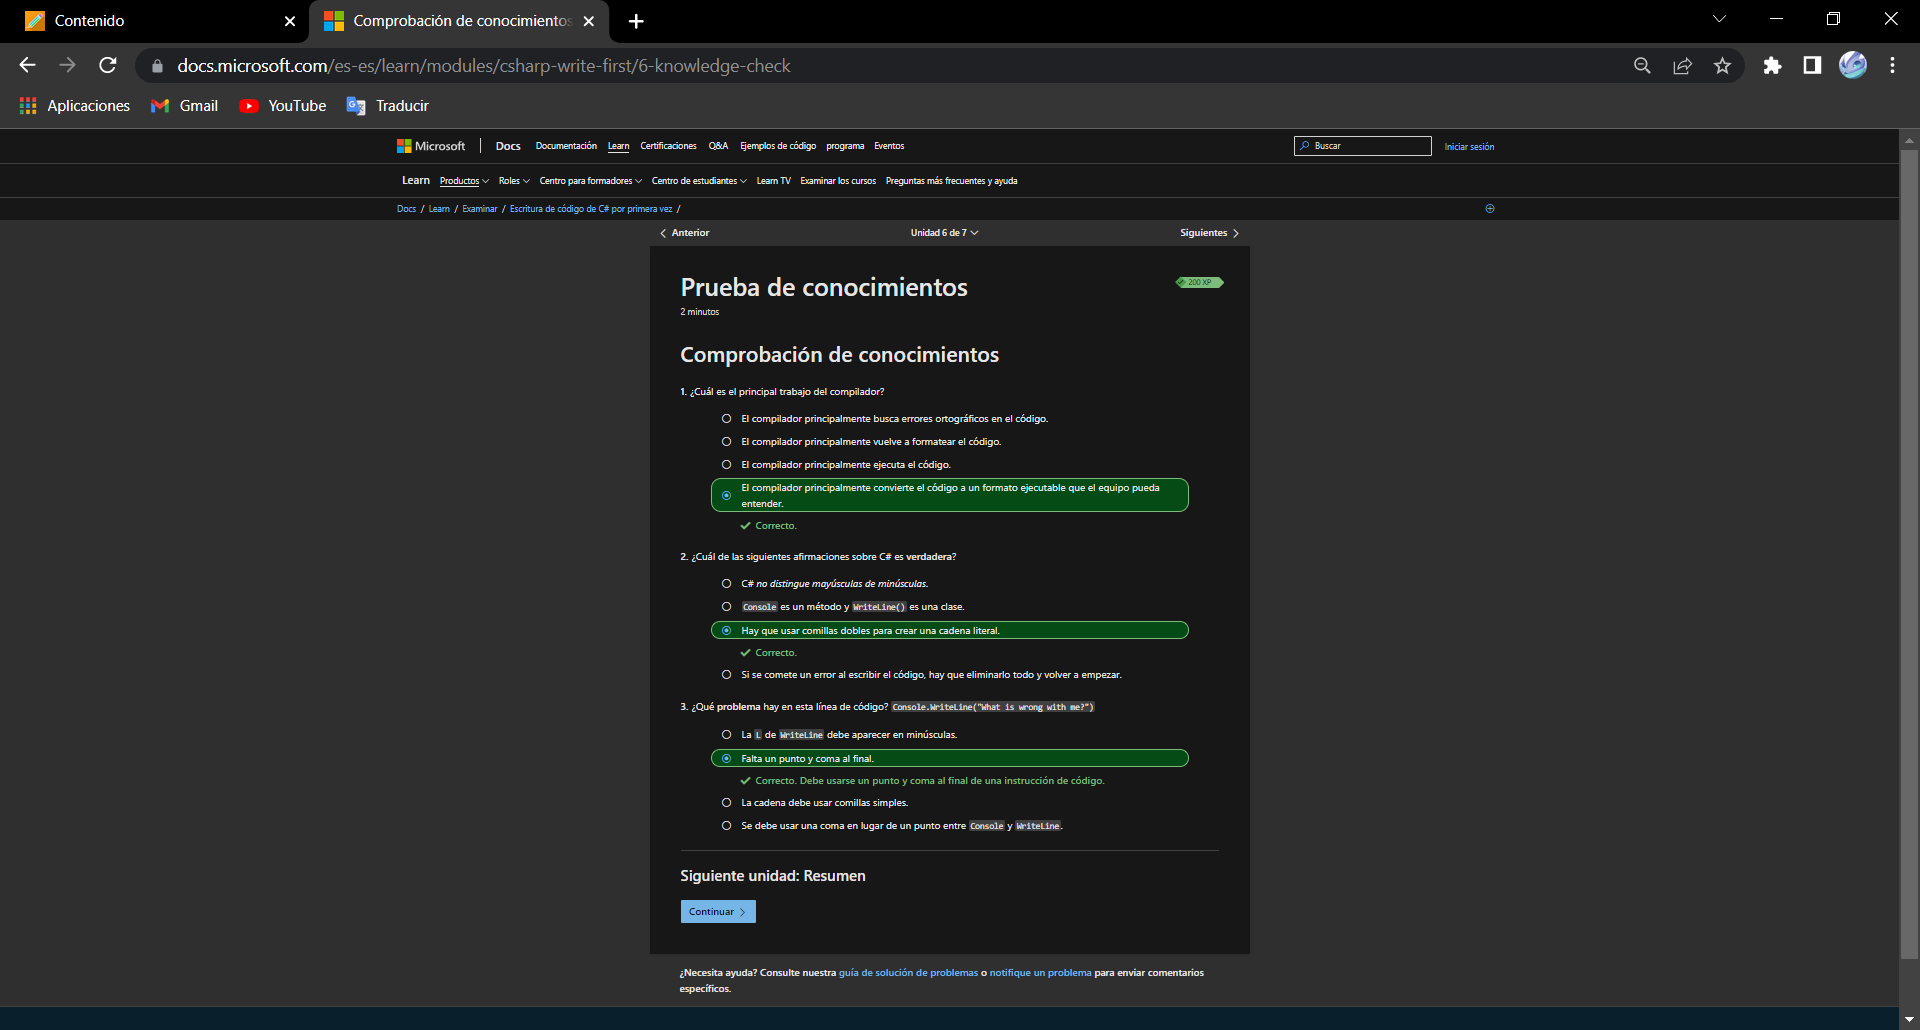 Contenido
Comprobación de conocimientos
docs.microsoft.com/es-es/learn/modules/csharp-write-first/6-knowledge-check
Aplicaciones Gmail YouTube Traducir
Microsoft Docs Documentación Learn Certificaciones Q&A Ejemplos de código programa Eventos Buscar Iniciar sesión
Learn Productos Roles Centro para formadores Centro de estudiantes Learn TV Examinar los cursos Preguntas más frecuentes y ayuda
Docs / Learn / Examinar / Escritura de código de C# por primera vez /
Anterior Unidad 6 de 7 Siguientes
Prueba de conocimientos
200 XP
2 minutos
Comprobación de conocimientos
1. ¿Cuál es el principal trabajo del compilador?
El compilador principalmente busca errores ortográficos en el código.
El compilador principalmente vuelve a formatear el código.
El compilador principalmente ejecuta el código.
El compilador principalmente convierte el código a un formato ejecutable que el equipo pueda
entender.
Correcto.
2. ¿Cuál de las siguientes afirmaciones sobre C# es verdadera?
C# no distingue mayúsculas de minúsculas.
Console es un método y WriteLine() es una clase.
Hay que usar comillas dobles para crear una cadena literal.
Correcto.
Si se comete un error al escribir el código, hay que eliminarlo todo y volver a empezar.
3. ¿Qué problema hay en esta línea de código? Console.WriteLine("What is wrong with me?")
La L de WriteLine debe aparecer en minúsculas.
Falta un punto y coma al final.
Correcto. Debe usarse un punto y coma al final de una instrucción de código.
La cadena debe usar comillas simples.
Se debe usar una coma en lugar de un punto entre Console y WriteLine.
Siguiente unidad: Resumen
Continuar
¿Necesita ayuda? Consulte nuestra guía de solución de problemas o notifique un problema para enviar comentarios
específicos.